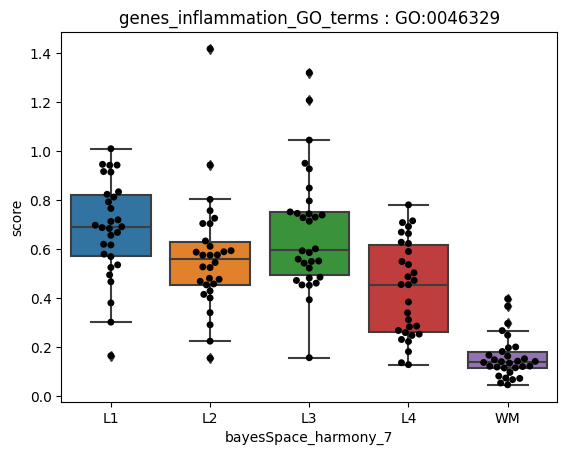 genes_inflammation_GO_terms : GO:0046329
score
1.4
1.2
1.0
0.8
0.6
0.4
0.2
0.0
L1 L2 L3 L4 WM
bayesSpace_harmony_7